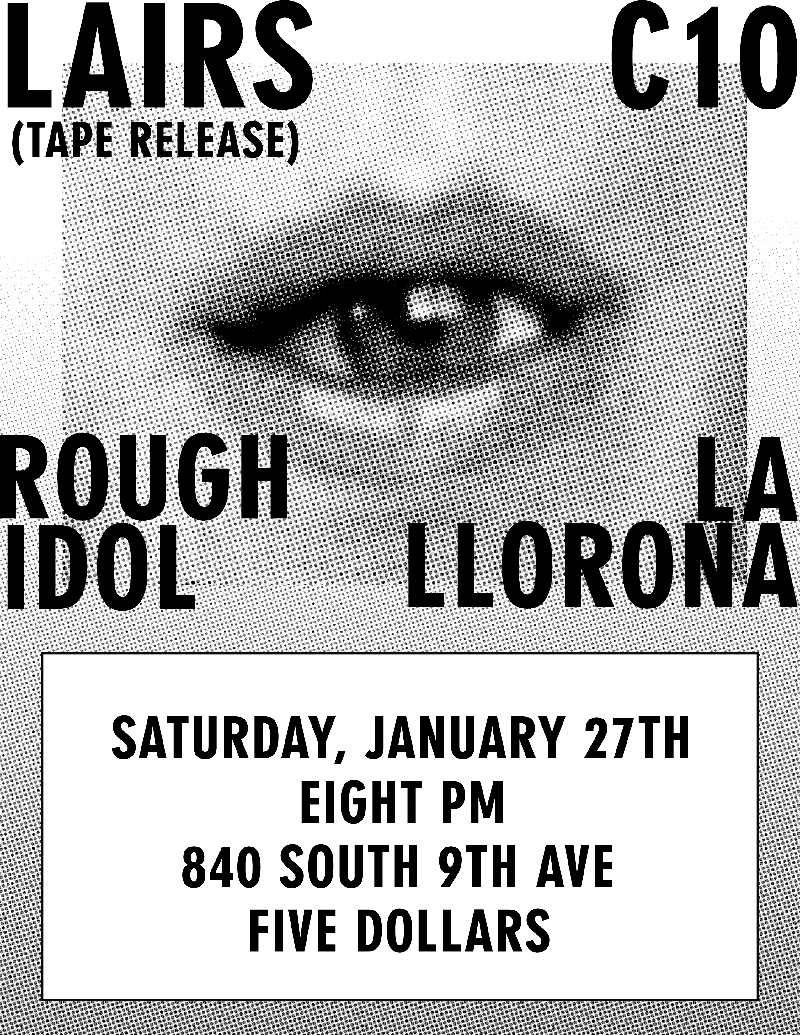 LAIRS
(TAPE RELEASE)
C10
ROUGH
IDOL
LA
LLORONA
SATURDAY, JANUARY 27TH
EIGHT PM
840 SOUTH 9TH AVE
FIVE DOLLARS